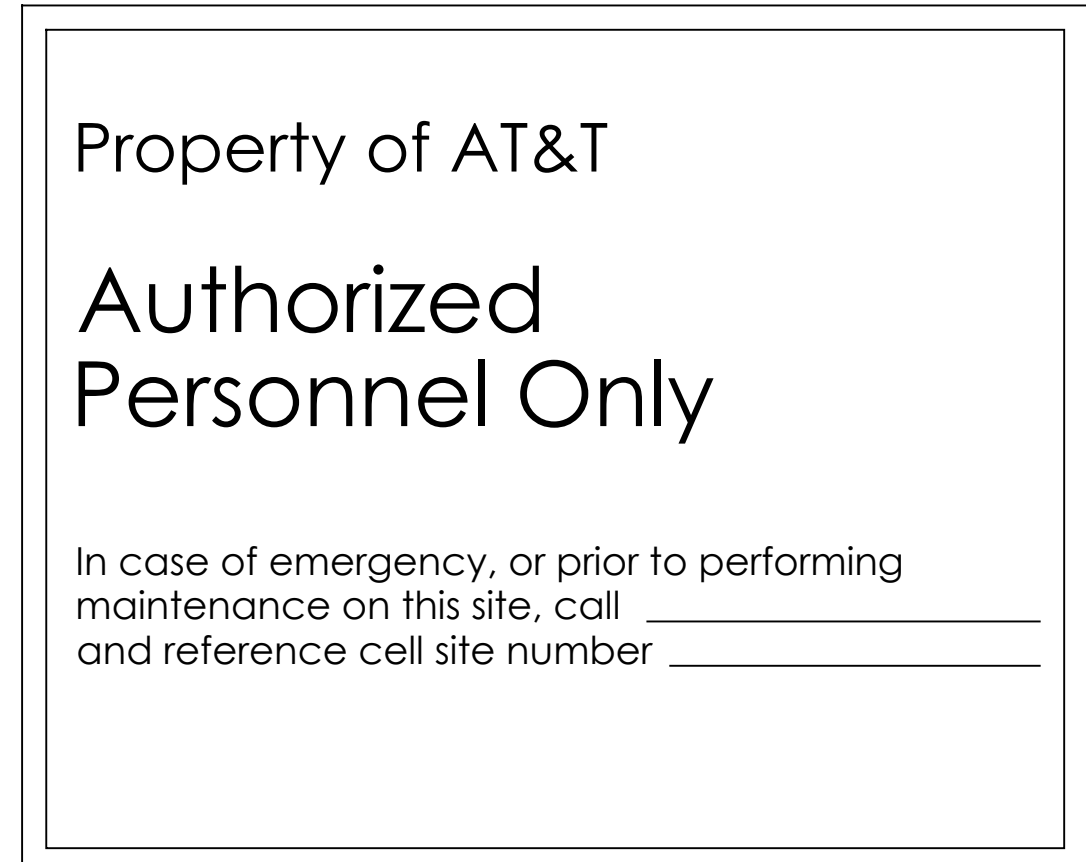 Property of AT&T
Authorized
Personnel Only
In case of emergency, or prior to performing
maintenance on this site, call
and reference cell site number